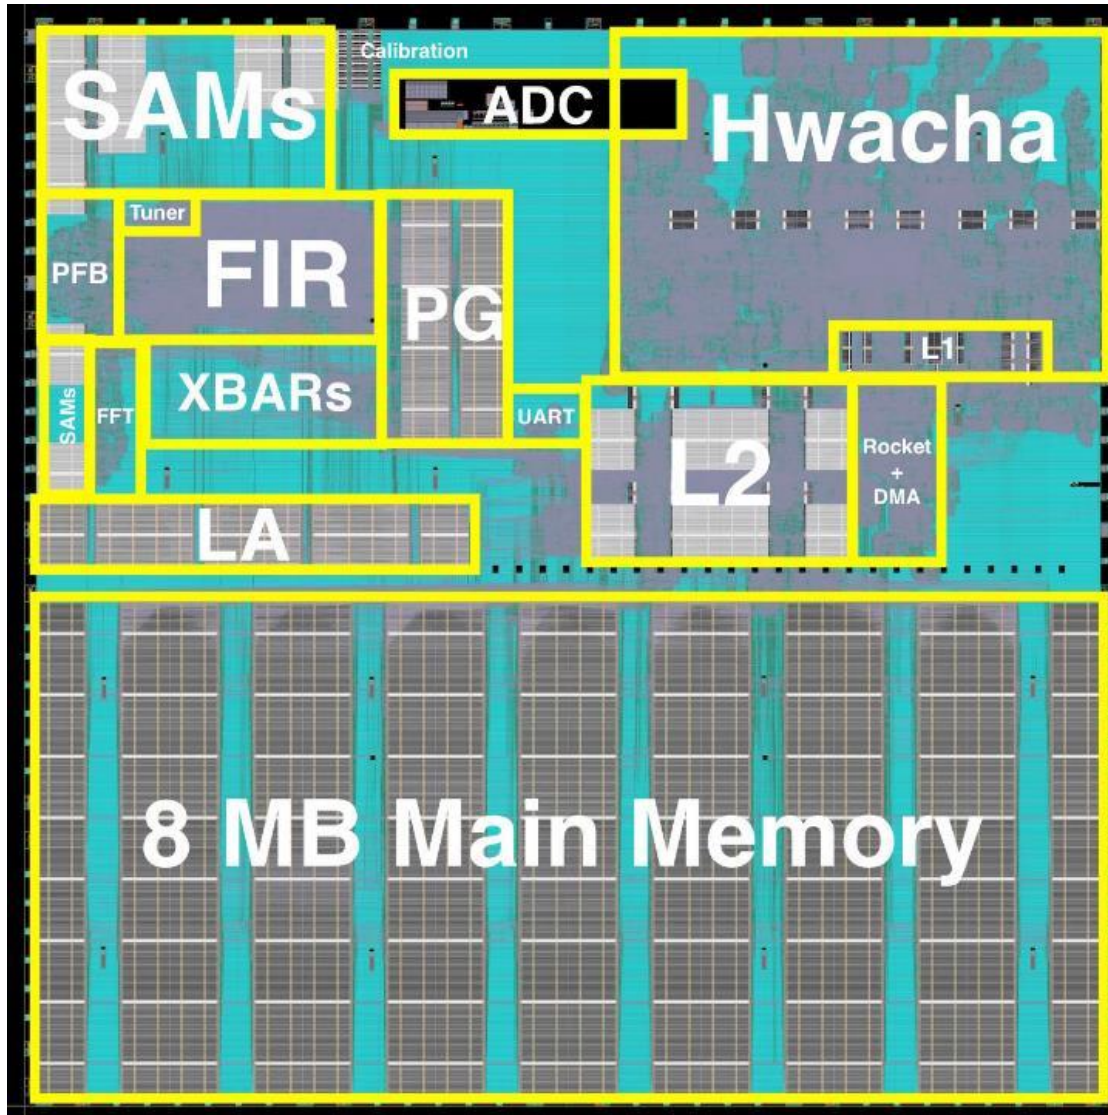 Calibration
SAMs
ADC
Hwacha
Tuner
PFB
FIR
PG
L1
XBARs
SAMs
FFT
UART
L2
Rocket
+
DMA
LA
8 MB Main Memory